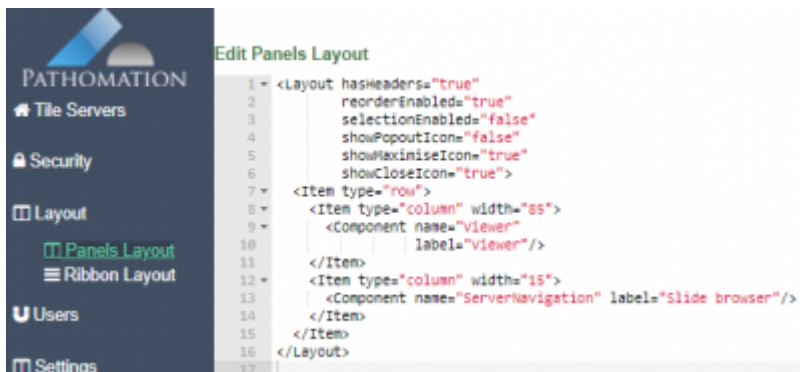 PATHOMATION
Tile Servers
Security
Layout
Panels Layout
Ribbon Layout
Users
Settings
Edit Panels Layout
1 <Layout hasHeaders="true"
2 reorderEnabled="true"
3 selectionEnabled="false"
4 showPopoutIcon="false"
5 showMaximiseIcon="true"
6 showCloseIcon="true">
7 <Item type="row">
8 <Item type="column" width="85">
9 <Component name="Viewer"
10 label="Viewer"/>
11 </Item>
12 <Item type="column" width="15">
13 <Component name="ServerNavigation" label="Slide browser"/>
14 </Item>
15 </Item>
16 </Layout>
17